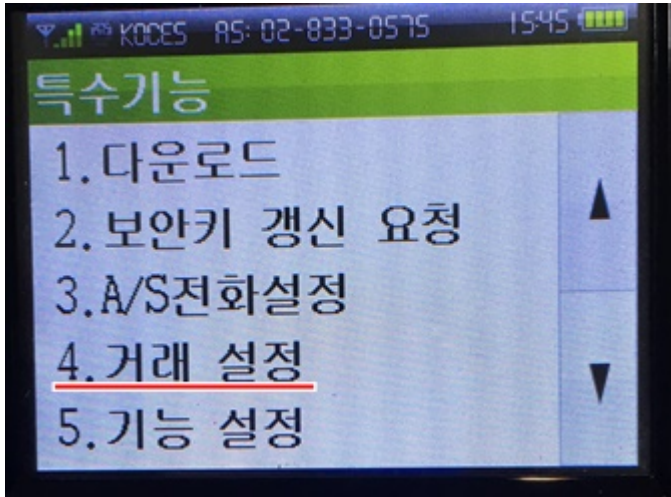 KOCES AS: 02-833-0575 15:45
특수기능
1.다운로드
2.보안키 갱신 요청
3.A/S전화설정
4.거래 설정
5.기능 설정